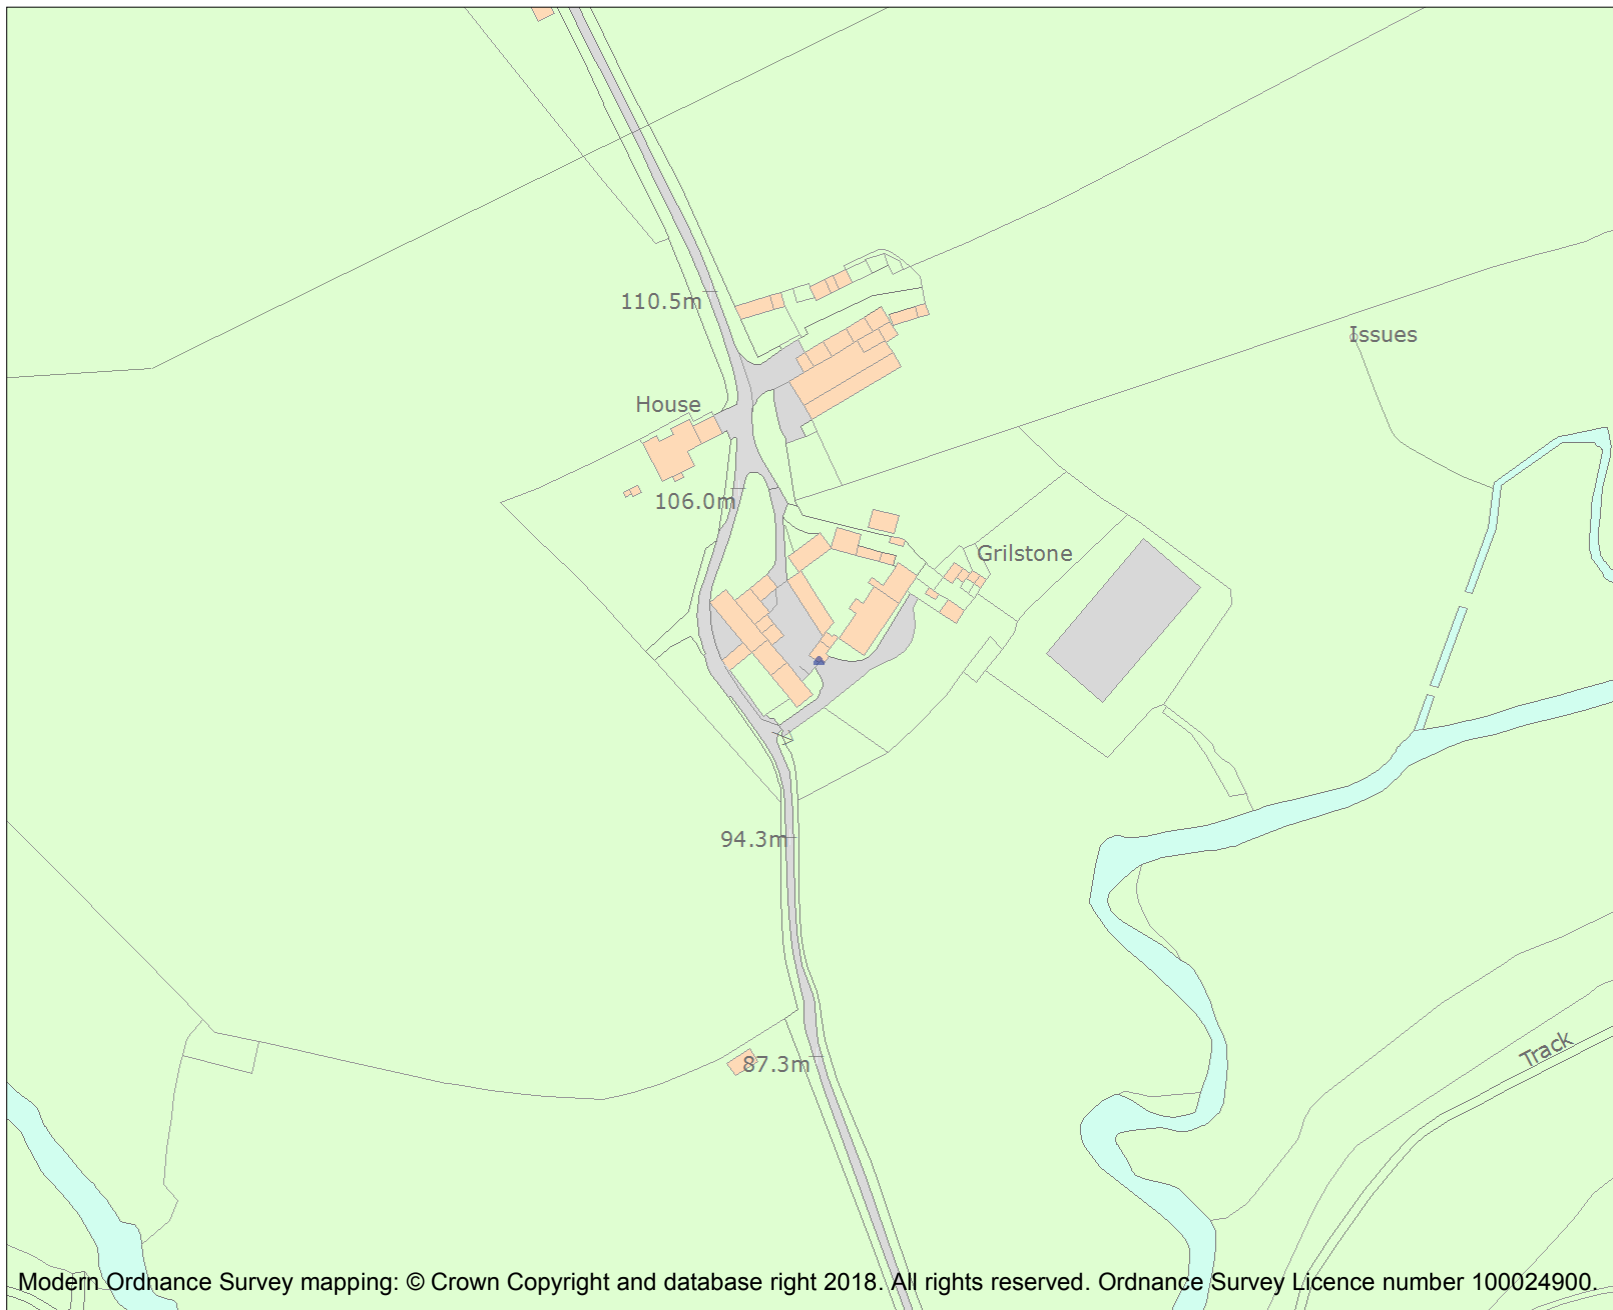 110.5m
Issues
House
106.0m
Grilstone
94.3m
Track
87.3m
Modern Ordnance Survey mapping: © Crown Copyright and database right 2018. All rights reserved. Ordnance Survey Licence number 100024900.